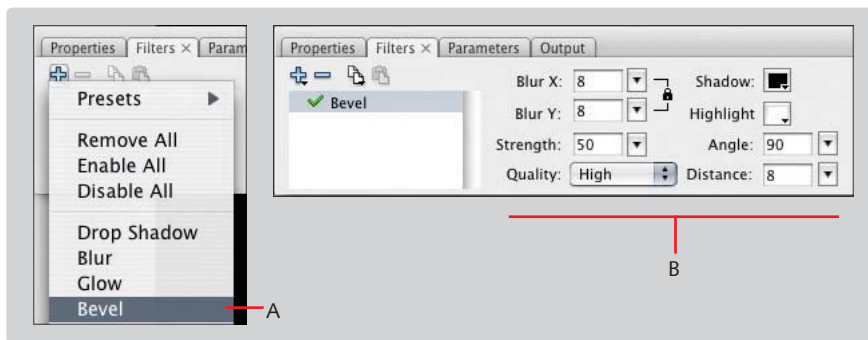 Properties Filters × Param
Presets
Remove All
Enable All
Disable All
Drop Shadow
Blur
Glow
Bevel
A
Properties Filters × Parameters Output
Bevel
Blur X: 8 Shadow:
Blur Y: 8 Highlight
Strength: 50 Angle: 90
Quality: High Distance: 8
B